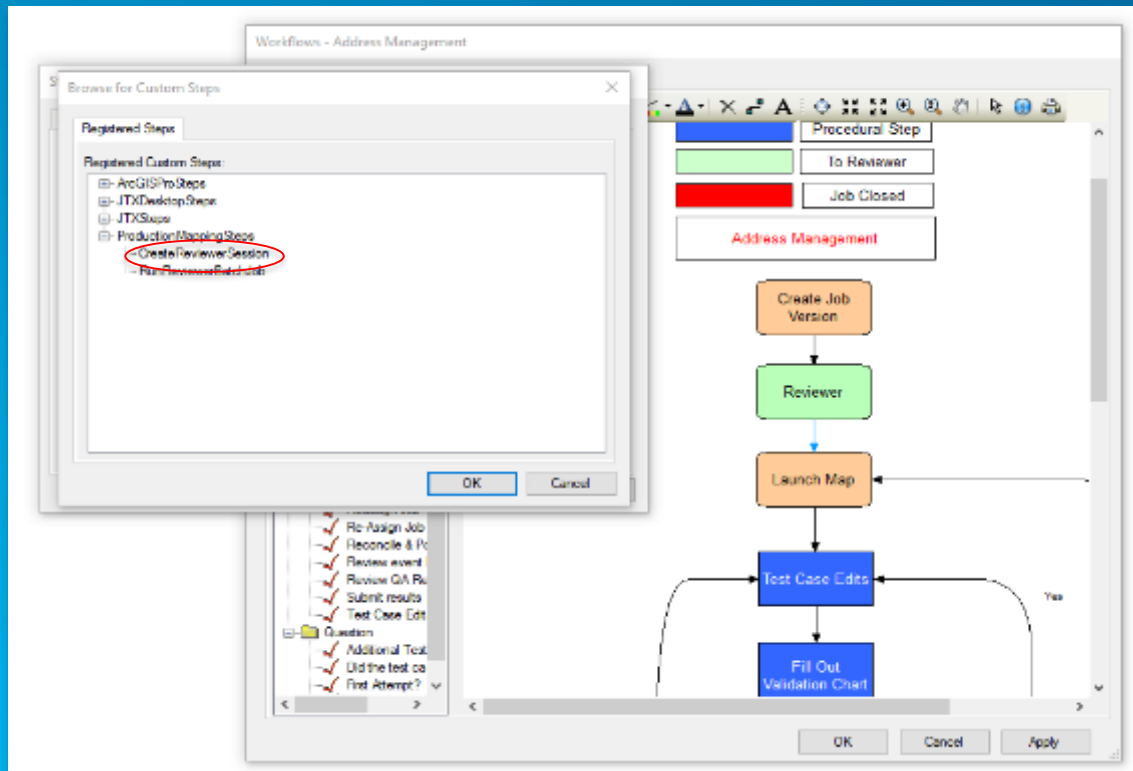 Workflows - Address Management
Browse for Custom Steps
Registered Steps
Registered Custom Steps:
ArcGISProSteps
JTXDesktopSteps
JTXSteps
ProductionMappingSteps
CreateReviewerSession
RunReviewerBatchJob
OK
Cancel
A
Procedural Step
To Reviewer
Job Closed
Address Management
Create Job
Version
Reviewer
Launch Map
Test Case Edits
Yes
Fill Out
Validation Chart
Re-Assign Job
Reconcile & Po
Review event
Review QA Re
Submit results
Test Case Edit
Question
Additional Test
Did the test ca
First Attempt?
OK
Cancel
Apply